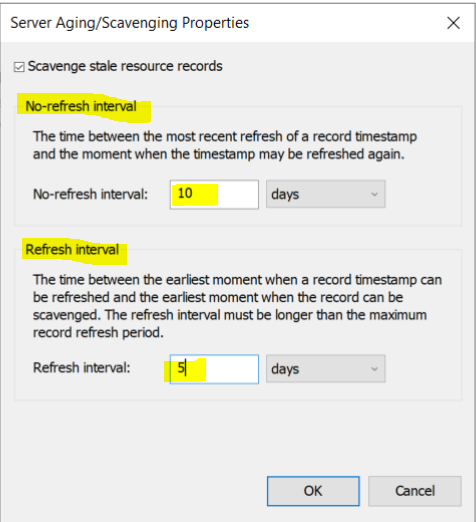 Server Aging/Scavenging Properties
Scavenge stale resource records
No-refresh interval
The time between the most recent refresh of a record timestamp
and the moment when the timestamp may be refreshed again.
No-refresh interval: 10 days
Refresh interval
The time between the earliest moment when a record timestamp can
be refreshed and the earliest moment when the record can be
scavenged. The refresh interval must be longer than the maximum
record refresh period.
Refresh interval: 5 days
OK Cancel